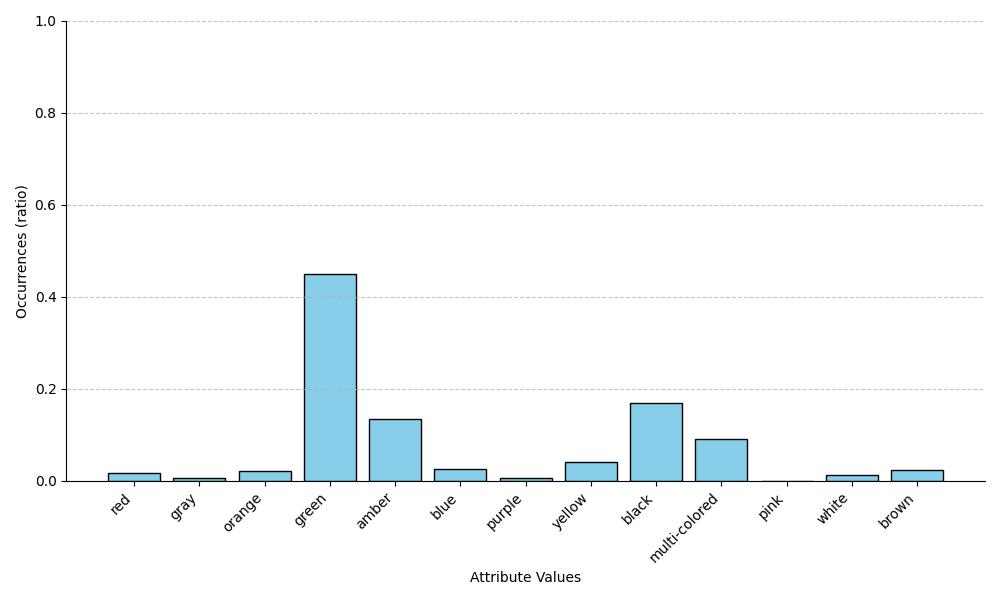 1.0
0.8
0.6
0.4
0.2
0.0
Occurrences (ratio)
red
gray
orange
green
amber
blue
purple
yellow
black
multi-colored
pink
white
brown
Attribute Values